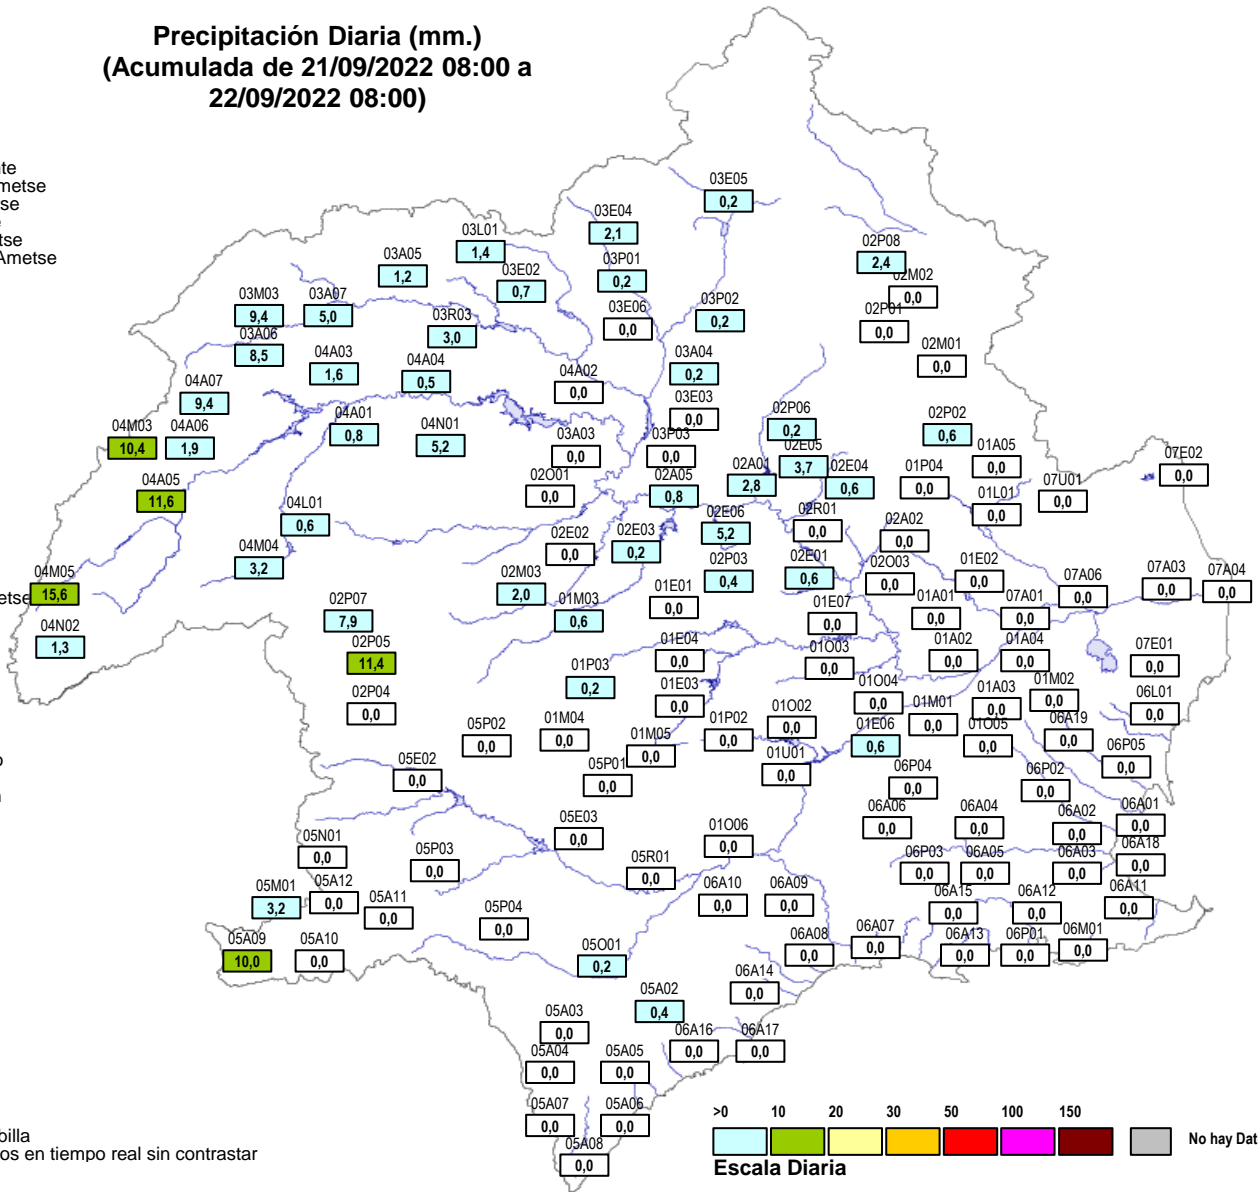 Precipitación Diaria (mm.)
(Acumulada de 21/09/2022 08:00 a
22/09/2022 08:00)
03E05
0,2
03E04
2,1
03L01
1,4
03A05
1,2
03E02
0,7
03P01
0,2
02P08
2,4
02M02
0,0
03M03
9,4
03A07
5,0
03R03
3,0
03E06
0,0
03P02
0,2
02P01
0,0
03A06
8,5
04A03
1,6
04A04
0,5
04A02
0,0
03A04
0,2
02M01
0,0
04A07
9,4
03E03
0,0
04M03
10,4
04A06
1,9
04A01
0,8
04N01
5,2
03A03
0,0
03P03
0,0
02P06
0,2
02P02
0,6
02E05
3,7
01A05
0,0
07E02
0,0
04A05
11,6
02O01
0,0
02A05
0,8
02A01
2,8
02E04
0,6
01P04
0,0
01L01
0,0
07U01
0,0
04L01
0,6
02E06
5,2
02R01
0,0
02A02
0,0
02E02
0,0
02E03
0,2
04M04
3,2
04M05
15,6
02M03
2,0
02P03
0,4
02E01
0,6
02O03
0,0
01E02
0,0
07A06
0,0
07A03
0,0
07A04
0,0
01M03
0,6
01E01
0,0
01E07
0,0
01A01
0,0
07A01
0,0
02P07
7,9
04N02
1,3
02P05
11,4
01E04
0,0
01O03
0,0
01A02
0,0
01A04
0,0
07E01
0,0
01P03
0,2
01E03
0,0
01O04
0,0
01A03
0,0
01M02
0,0
06L01
0,0
02P04
0,0
05P02
0,0
01M04
0,0
01M05
0,0
01P02
0,0
01O02
0,0
01E06
0,6
01M01
0,0
01O05
0,0
06A19
0,0
06P05
0,0
05E02
0,0
05P01
0,0
01U01
0,0
06P04
0,0
06P02
0,0
05E03
0,0
01O06
0,0
06A06
0,0
06A04
0,0
06A02
0,0
06A01
0,0
05N01
0,0
05P03
0,0
05R01
0,0
06P03
0,0
06A05
0,0
06A03
0,0
06A18
0,0
05M01
3,2
05A12
0,0
05A11
0,0
05P04
0,0
06A10
0,0
06A09
0,0
06A15
0,0
06A12
0,0
06A11
0,0
05A09
10,0
05A10
0,0
05O01
0,2
06A08
0,0
06A07
0,0
06A13
0,0
06P01
0,0
06M01
0,0
05A02
0,4
06A14
0,0
05A03
0,0
06A16
0,0
06A17
0,0
05A04
0,0
05A05
0,0
05A07
0,0
05A06
0,0
05A08
0,0
en tiempo real sin contrastar
>0 10 20 30 50 100 150
No hay Dat
Escala Diaria